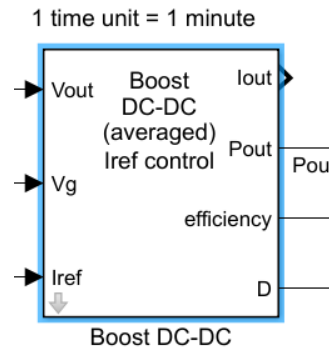 1 time unit = 1 minute
Boost
DC-DC
(averaged)
Iref control
Vout
Vg
Iref
Iout
Pout
efficiency
D
Pou
Boost DC-DC